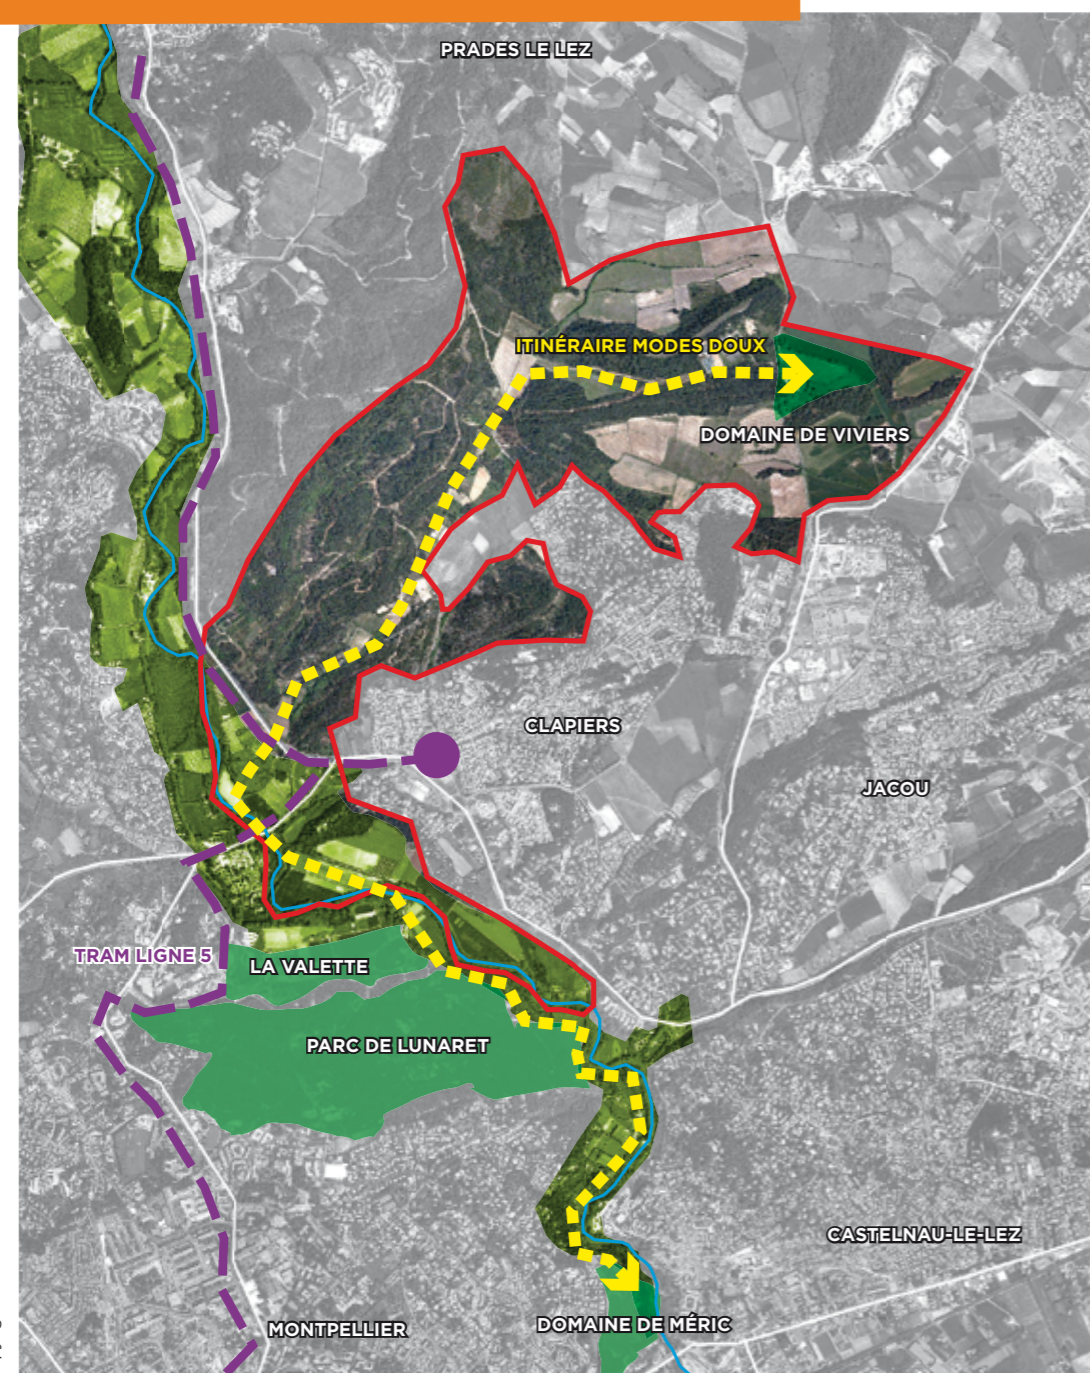 PRADES LE LEZ
ITINÉRAIRE MODES DOUX
DOMAINE DE VIVIERS
CLAPIERS
JACOU
TRAM LIGNE 5
LA VALETTE
PARC DE LUNARET
CASTELNAU-LE-LEZ
DOMAINE DE MÉRIC
MONTPELLIER